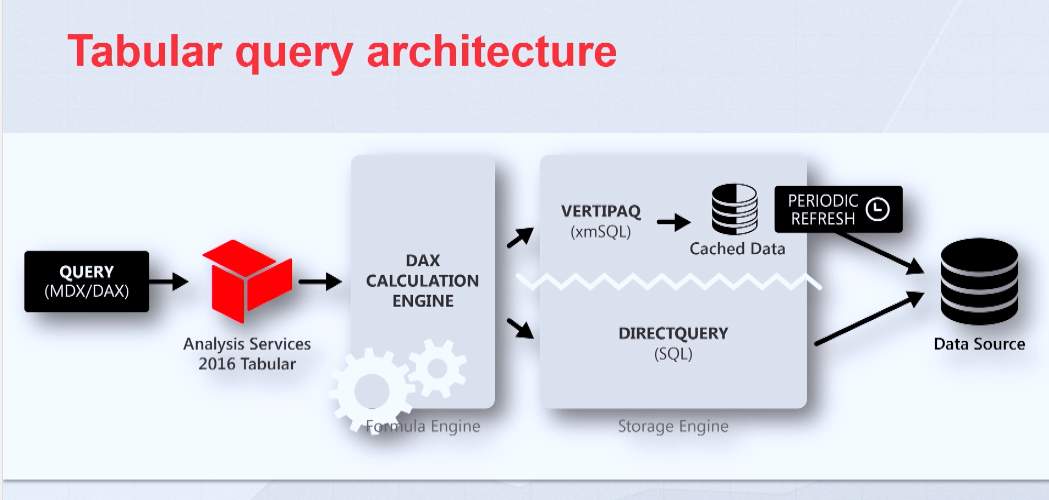 Tabular query architecture
QUERY
(MDX/DAX)
Analysis Services
2016 Tabular
DAX
CALCULATION
ENGINE
Formula Engine
VERTIPAQ
(xmSQL)
Cached Data
PERIODIC
REFRESH
DIRECTQUERY
(SQL)
Storage Engine
Data Source